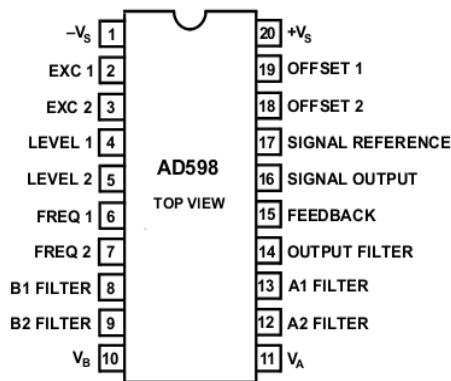 –VS 1 20 +VS
EXC 1 2 19 OFFSET 1
EXC 2 3 18 OFFSET 2
LEVEL 1 4 17 SIGNAL REFERENCE
LEVEL 2 5 16 SIGNAL OUTPUT
FREQ 1 6 15 FEEDBACK
FREQ 2 7 14 OUTPUT FILTER
B1 FILTER 8 13 A1 FILTER
B2 FILTER 9 12 A2 FILTER
VB 10 11 VA
AD598
TOP VIEW